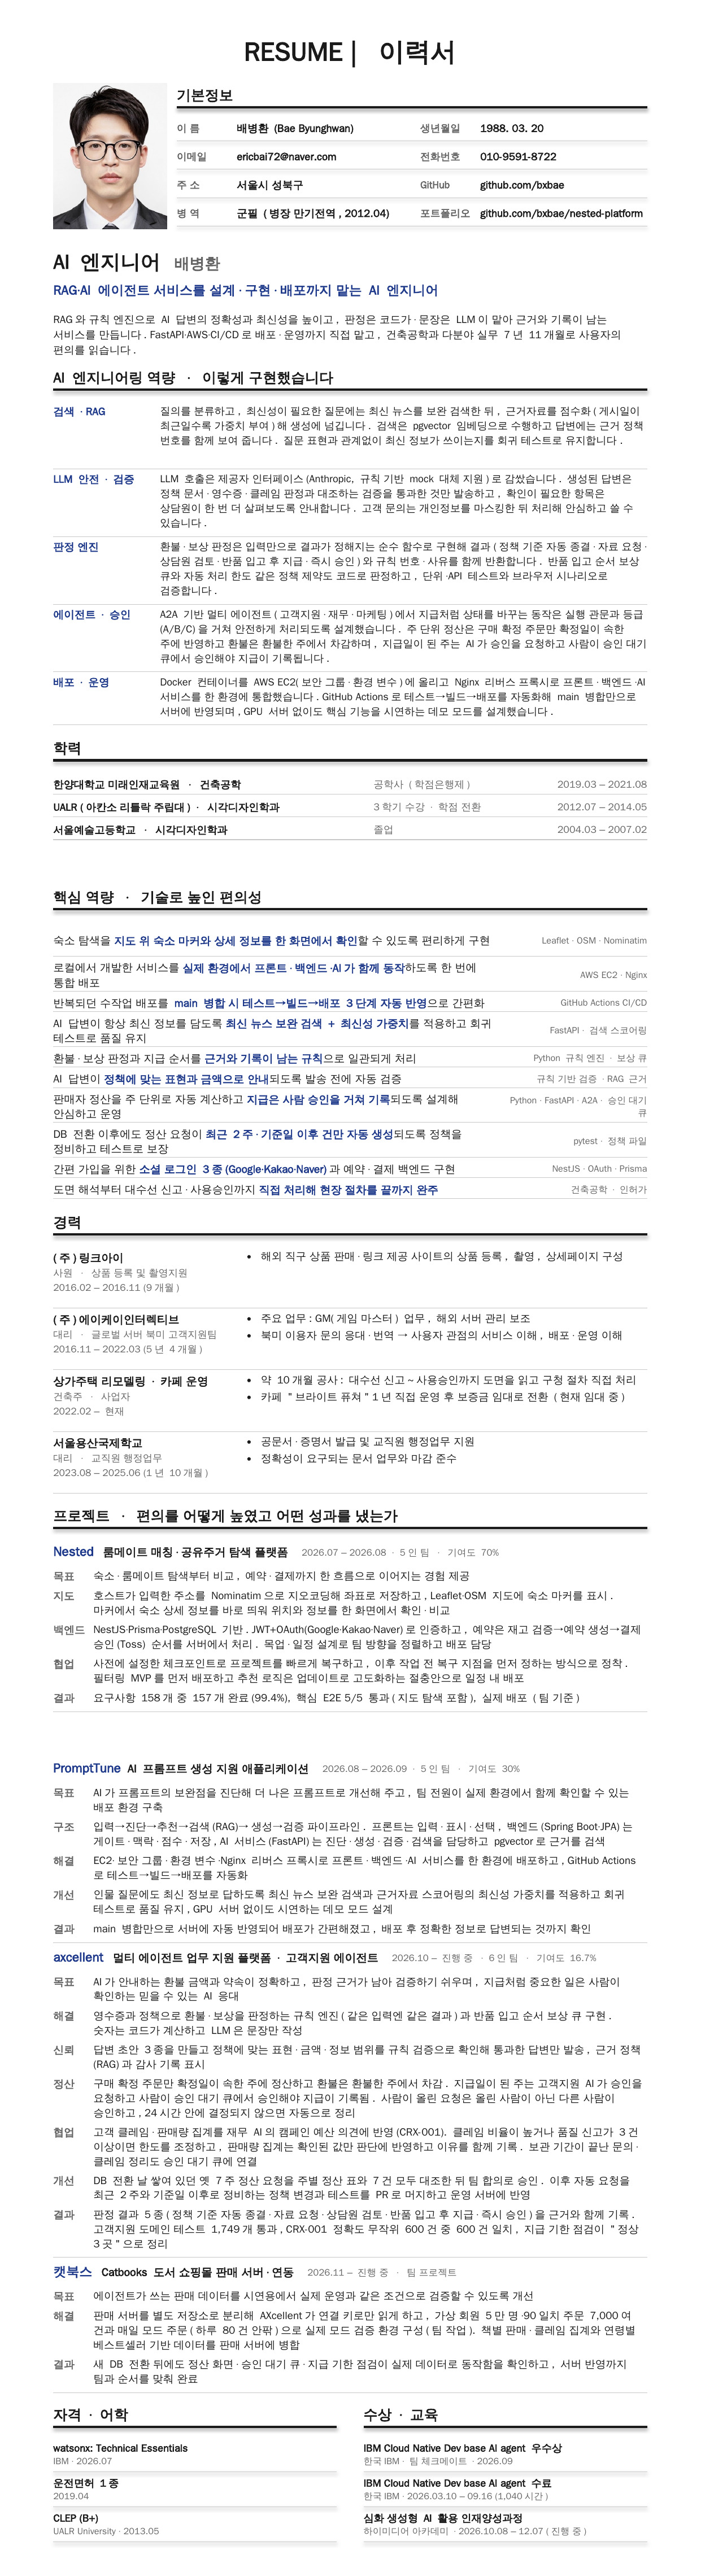 RESUME | 이력서
기본정보
이 름 배병환 (Bae Byunghwan) 생년월일 1988. 03. 20
이메일 ericbai72@naver.com 전화번호 010-9591-8722
주 소 서울시 성북구 GitHub github.com/bxbae
병 역 군필 ( 병장 만기전역 , 2012.04) 포트폴리오 github.com/bxbae/nested-platform
AI 엔지니어 배병환
RAG·AI 에이전트 서비스를 설계 · 구현 · 배포까지 맡는 AI 엔지니어
RAG 와 규칙 엔진으로 AI 답변의 정확성과 최신성을 높이고 , 판정은 코드가 · 문장은 LLM 이 맡아 근거와 기록이 남는
서비스를 만듭니다 . FastAPI·AWS·CI/CD 로 배포 · 운영까지 직접 맡고 , 건축공학과 다분야 실무 7 년 11 개월로 사용자의
편의를 읽습니다 .
AI 엔지니어링 역량 · 이렇게 구현했습니다
검색 · RAG 질의를 분류하고 , 최신성이 필요한 질문에는 최신 뉴스를 보완 검색한 뒤 , 근거자료를 점수화 ( 게시일이
최근일수록 가중치 부여 ) 해 생성에 넘깁니다 . 검색은 pgvector 임베딩으로 수행하고 답변에는 근거 정책
번호를 함께 보여 줍니다 . 질문 표현과 관계없이 최신 정보가 쓰이는지를 회귀 테스트로 유지합니다 .
LLM 안전 · 검증 LLM 호출은 제공자 인터페이스 (Anthropic, 규칙 기반 mock 대체 지원 ) 로 감쌌습니다 . 생성된 답변은
정책 문서 · 영수증 · 클레임 판정과 대조하는 검증을 통과한 것만 발송하고 , 확인이 필요한 항목은
상담원이 한 번 더 살펴보도록 안내합니다 . 고객 문의는 개인정보를 마스킹한 뒤 처리해 안심하고 쓸 수
있습니다 .
판정 엔진 환불 · 보상 판정은 입력만으로 결과가 정해지는 순수 함수로 구현해 결과 ( 정책 기준 자동 종결 · 자료 요청 ·
상담원 검토 · 반품 입고 후 지급 · 즉시 승인 ) 와 규칙 번호 · 사유를 함께 반환합니다 . 반품 입고 순서 보상
큐와 자동 처리 한도 같은 정책 제약도 코드로 판정하고 , 단위 ·API 테스트와 브라우저 시나리오로
검증합니다 .
에이전트 · 승인 A2A 기반 멀티 에이전트 ( 고객지원 · 재무 · 마케팅 ) 에서 지급처럼 상태를 바꾸는 동작은 실행 관문과 등급
(A/B/C) 을 거쳐 안전하게 처리되도록 설계했습니다 . 주 단위 정산은 구매 확정 주문만 확정일이 속한
주에 반영하고 환불은 환불한 주에서 차감하며 , 지급일이 된 주는 AI 가 승인을 요청하고 사람이 승인 대기
큐에서 승인해야 지급이 기록됩니다 .
배포 · 운영 Docker 컨테이너를 AWS EC2( 보안 그룹 · 환경 변수 ) 에 올리고 Nginx 리버스 프록시로 프론트 · 백엔드 ·AI
서비스를 한 환경에 통합했습니다 . GitHub Actions 로 테스트→빌드→배포를 자동화해 main 병합만으로
서버에 반영되며 , GPU 서버 없이도 핵심 기능을 시연하는 데모 모드를 설계했습니다 .
학력
한양대학교 미래인재교육원 · 건축공학 공학사 ( 학점은행제 ) 2019.03 – 2021.08
UALR ( 아칸소 리틀락 주립대 ) · 시각디자인학과 3 학기 수강 · 학점 전환 2012.07 – 2014.05
서울예술고등학교 · 시각디자인학과 졸업 2004.03 – 2007.02
핵심 역량 · 기술로 높인 편의성
숙소 탐색을 지도 위 숙소 마커와 상세 정보를 한 화면에서 확인할 수 있도록 편리하게 구현 Leaflet · OSM · Nominatim
로컬에서 개발한 서비스를 실제 환경에서 프론트 · 백엔드 ·AI 가 함께 동작하도록 한 번에
통합 배포 AWS EC2 · Nginx
반복되던 수작업 배포를 main 병합 시 테스트→빌드→배포 3 단계 자동 반영으로 간편화 GitHub Actions CI/CD
AI 답변이 항상 최신 정보를 담도록 최신 뉴스 보완 검색 + 최신성 가중치를 적용하고 회귀
테스트로 품질 유지 FastAPI · 검색 스코어링
환불 · 보상 판정과 지급 순서를 근거와 기록이 남는 규칙으로 일관되게 처리 Python 규칙 엔진 · 보상 큐
AI 답변이 정책에 맞는 표현과 금액으로 안내되도록 발송 전에 자동 검증 규칙 기반 검증 · RAG 근거
판매자 정산을 주 단위로 자동 계산하고 지급은 사람 승인을 거쳐 기록되도록 설계해 Python · FastAPI · A2A · 승인 대기
안심하고 운영 큐
DB 전환 이후에도 정산 요청이 최근 2 주 · 기준일 이후 건만 자동 생성되도록 정책을
정비하고 테스트로 보장 pytest · 정책 파일
간편 가입을 위한 소셜 로그인 3 종 (Google·Kakao·Naver) 과 예약 · 결제 백엔드 구현 NestJS · OAuth · Prisma
도면 해석부터 대수선 신고 · 사용승인까지 직접 처리해 현장 절차를 끝까지 완주 건축공학 · 인허가
경력
( 주 ) 링크아이 • 해외 직구 상품 판매 · 링크 제공 사이트의 상품 등록 , 촬영 , 상세페이지 구성
사원 · 상품 등록 및 촬영지원
2016.02 – 2016.11 (9 개월 )
( 주 ) 에이케이인터렉티브 • 주요 업무 : GM( 게임 마스터 ) 업무 , 해외 서버 관리 보조
대리 · 글로벌 서버 북미 고객지원팀 • 북미 이용자 문의 응대 · 번역 → 사용자 관점의 서비스 이해 , 배포 · 운영 이해
2016.11 – 2022.03 (5 년 4 개월 )
상가주택 리모델링 · 카페 운영 • 약 10 개월 공사 : 대수선 신고 ~ 사용승인까지 도면을 읽고 구청 절차 직접 처리
건축주 · 사업자 • 카페 " 브라이트 퓨쳐 " 1 년 직접 운영 후 보증금 임대로 전환 ( 현재 임대 중 )
2022.02 – 현재
서울용산국제학교 • 공문서 · 증명서 발급 및 교직원 행정업무 지원
대리 · 교직원 행정업무 • 정확성이 요구되는 문서 업무와 마감 준수
2023.08 – 2025.06 (1 년 10 개월 )
프로젝트 · 편의를 어떻게 높였고 어떤 성과를 냈는가
Nested 룸메이트 매칭 · 공유주거 탐색 플랫폼 2026.07 – 2026.08 · 5 인 팀 · 기여도 70%
목표 숙소 · 룸메이트 탐색부터 비교 , 예약 · 결제까지 한 흐름으로 이어지는 경험 제공
지도 호스트가 입력한 주소를 Nominatim 으로 지오코딩해 좌표로 저장하고 , Leaflet·OSM 지도에 숙소 마커를 표시 .
마커에서 숙소 상세 정보를 바로 띄워 위치와 정보를 한 화면에서 확인 · 비교
백엔드 NestJS·Prisma·PostgreSQL 기반 . JWT+OAuth(Google·Kakao·Naver) 로 인증하고 , 예약은 재고 검증→예약 생성→결제
승인 (Toss) 순서를 서버에서 처리 . 목업 · 일정 설계로 팀 방향을 정렬하고 배포 담당
협업 사전에 설정한 체크포인트로 프로젝트를 빠르게 복구하고 , 이후 작업 전 복구 지점을 먼저 정하는 방식으로 정착 .
필터링 MVP 를 먼저 배포하고 추천 로직은 업데이트로 고도화하는 절충안으로 일정 내 배포
결과 요구사항 158 개 중 157 개 완료 (99.4%), 핵심 E2E 5/5 통과 ( 지도 탐색 포함 ), 실제 배포 ( 팀 기준 )
PromptTune AI 프롬프트 생성 지원 애플리케이션 2026.08 – 2026.09 · 5 인 팀 · 기여도 30%
목표 AI 가 프롬프트의 보완점을 진단해 더 나은 프롬프트로 개선해 주고 , 팀 전원이 실제 환경에서 함께 확인할 수 있는
배포 환경 구축
구조 입력→진단→추천→검색 (RAG)→ 생성→검증 파이프라인 . 프론트는 입력 · 표시 · 선택 , 백엔드 (Spring Boot·JPA) 는
게이트 · 맥락 · 점수 · 저장 , AI 서비스 (FastAPI) 는 진단 · 생성 · 검증 · 검색을 담당하고 pgvector 로 근거를 검색
해결 EC2· 보안 그룹 · 환경 변수 ·Nginx 리버스 프록시로 프론트 · 백엔드 ·AI 서비스를 한 환경에 배포하고 , GitHub Actions
로 테스트→빌드→배포를 자동화
개선 인물 질문에도 최신 정보로 답하도록 최신 뉴스 보완 검색과 근거자료 스코어링의 최신성 가중치를 적용하고 회귀
테스트로 품질 유지 , GPU 서버 없이도 시연하는 데모 모드 설계
결과 main 병합만으로 서버에 자동 반영되어 배포가 간편해졌고 , 배포 후 정확한 정보로 답변되는 것까지 확인
axcellent 멀티 에이전트 업무 지원 플랫폼 · 고객지원 에이전트 2026.10 – 진행 중 · 6 인 팀 · 기여도 16.7%
목표 AI 가 안내하는 환불 금액과 약속이 정확하고 , 판정 근거가 남아 검증하기 쉬우며 , 지급처럼 중요한 일은 사람이
확인하는 믿을 수 있는 AI 응대
해결 영수증과 정책으로 환불 · 보상을 판정하는 규칙 엔진 ( 같은 입력엔 같은 결과 ) 과 반품 입고 순서 보상 큐 구현 .
숫자는 코드가 계산하고 LLM 은 문장만 작성
신뢰 답변 초안 3 종을 만들고 정책에 맞는 표현 · 금액 · 정보 범위를 규칙 검증으로 확인해 통과한 답변만 발송 , 근거 정책
(RAG) 과 감사 기록 표시
정산 구매 확정 주문만 확정일이 속한 주에 정산하고 환불은 환불한 주에서 차감 . 지급일이 된 주는 고객지원 AI 가 승인을
요청하고 사람이 승인 대기 큐에서 승인해야 지급이 기록됨 . 사람이 올린 요청은 올린 사람이 아닌 다른 사람이
승인하고 , 24 시간 안에 결정되지 않으면 자동으로 정리
협업 고객 클레임 · 판매량 집계를 재무 AI 의 캠페인 예산 의견에 반영 (CRX-001). 클레임 비율이 높거나 품질 신고가 3 건
이상이면 한도를 조정하고 , 판매량 집계는 확인된 값만 판단에 반영하고 이유를 함께 기록 . 보관 기간이 끝난 문의 ·
클레임 정리도 승인 대기 큐에 연결
개선 DB 전환 날 쌓여 있던 옛 7 주 정산 요청을 주별 정산 표와 7 건 모두 대조한 뒤 팀 합의로 승인 . 이후 자동 요청을
최근 2 주와 기준일 이후로 정비하는 정책 변경과 테스트를 PR 로 머지하고 운영 서버에 반영
결과 판정 결과 5 종 ( 정책 기준 자동 종결 · 자료 요청 · 상담원 검토 · 반품 입고 후 지급 · 즉시 승인 ) 을 근거와 함께 기록 .
고객지원 도메인 테스트 1,749 개 통과 , CRX-001 정확도 무작위 600 건 중 600 건 일치 , 지급 기한 점검이 " 정상
3 곳 " 으로 정리
캣북스 Catbooks 도서 쇼핑몰 판매 서버 · 연동 2026.11 – 진행 중 · 팀 프로젝트
목표 에이전트가 쓰는 판매 데이터를 시연용에서 실제 운영과 같은 조건으로 검증할 수 있도록 개선
해결 판매 서버를 별도 저장소로 분리해 AXcellent 가 연결 키로만 읽게 하고 , 가상 회원 5 만 명 ·90 일치 주문 7,000 여
건과 매일 모드 주문 ( 하루 80 건 안팎 ) 으로 실제 모드 검증 환경 구성 ( 팀 작업 ). 책별 판매 · 클레임 집계와 연령별
베스트셀러 기반 데이터를 판매 서버에 병합
결과 새 DB 전환 뒤에도 정산 화면 · 승인 대기 큐 · 지급 기한 점검이 실제 데이터로 동작함을 확인하고 , 서버 반영까지
팀과 순서를 맞춰 완료
자격 · 어학 수상 · 교육
watsonx: Technical Essentials IBM Cloud Native Dev base AI agent 우수상
IBM · 2026.07 한국 IBM · 팀 체크메이트 · 2026.09
운전면허 1 종 IBM Cloud Native Dev base AI agent 수료
2019.04 한국 IBM · 2026.03.10 – 09.16 (1,040 시간 )
CLEP (B+) 심화 생성형 AI 활용 인재양성과정
UALR University · 2013.05 하이미디어 아카데미 · 2026.10.08 – 12.07 ( 진행 중 )